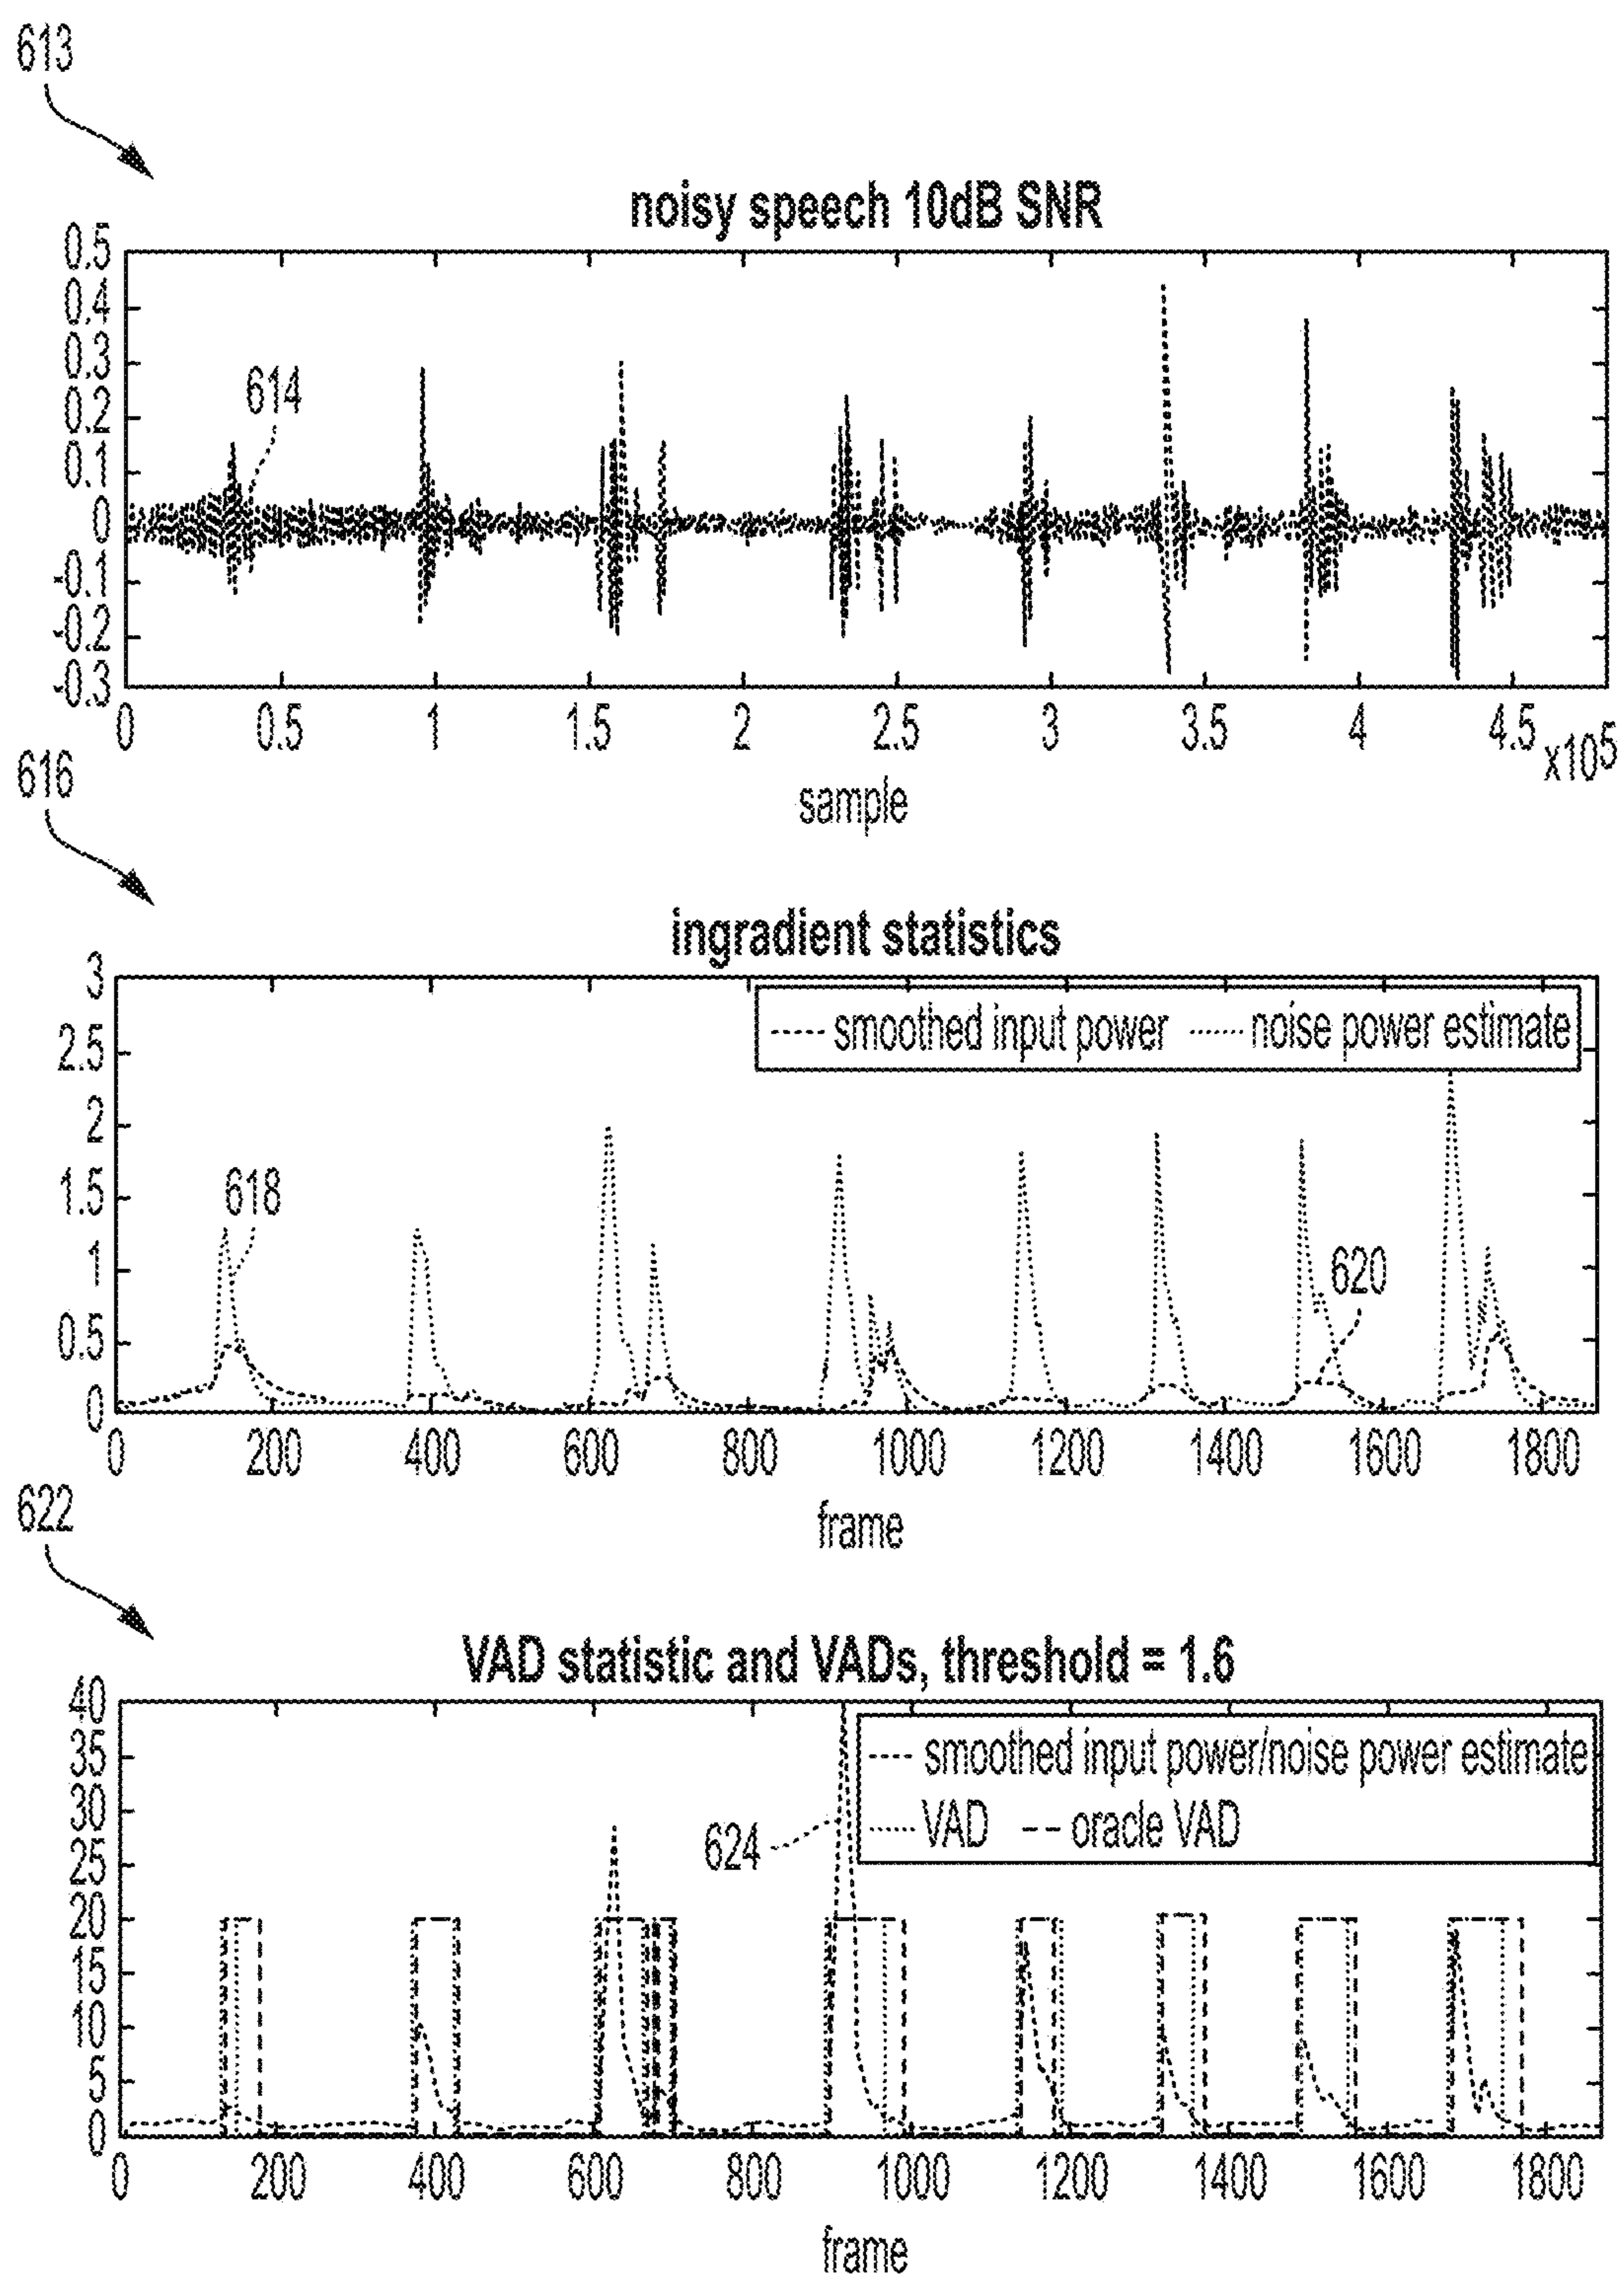 613
noisy speech 10dB SNR
0.5
0.4
0.3
0.2
0.1
0
-0.1
-0.2
-0.3
614
0 0.5 1 1.5 2 2.5 3 3.5 4 4.5 x10^5
sample
616
ingradient statistics
3
2.5
2
1.5
1
0.5
0
smoothed input power noise power estimate
618
620
0 200 400 600 800 1000 1200 1400 1600 1800
frame
622
VAD statistic and VADs, threshold = 1.6
40
35
30
25
20
15
10
5
0
smoothed input power/noise power estimate
VAD oracle VAD
624
0 200 400 600 800 1000 1200 1400 1600 1800
frame